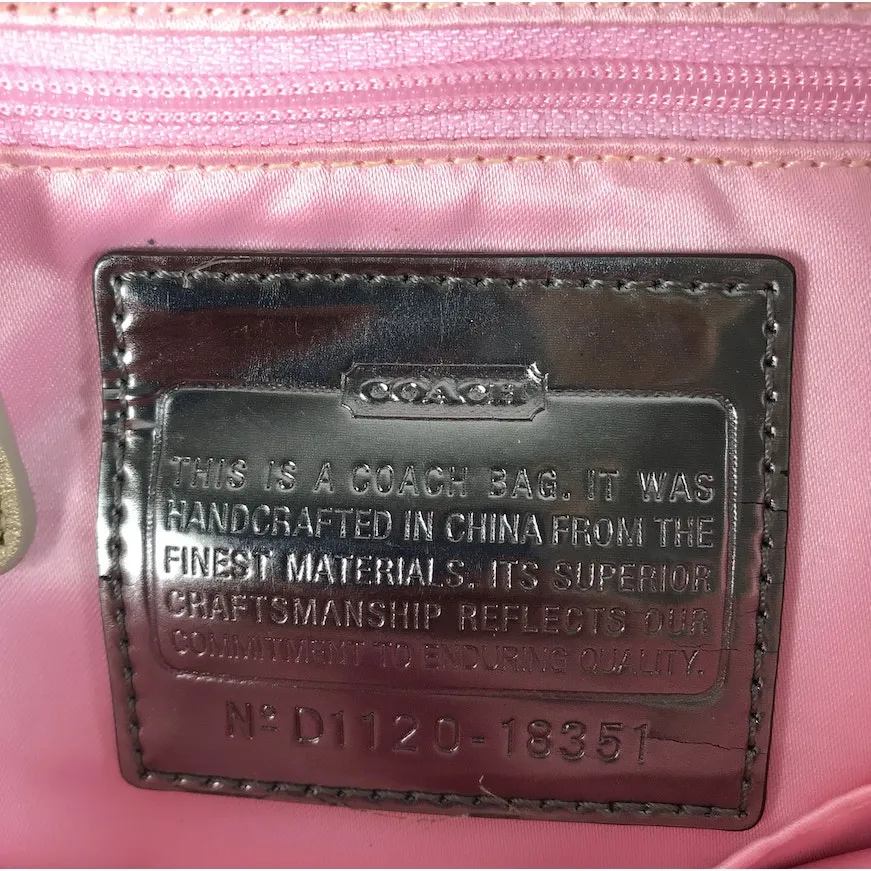 COACH
THIS IS A COACH BAG. IT WAS
HANDCRAFTED IN CHINA FROM THE
FINEST MATERIALS. ITS SUPERIOR
CRAFTSMANSHIP REFLECTS OUR
COMMITMENT TO ENDURING QUALITY.
Nº D1120-18351